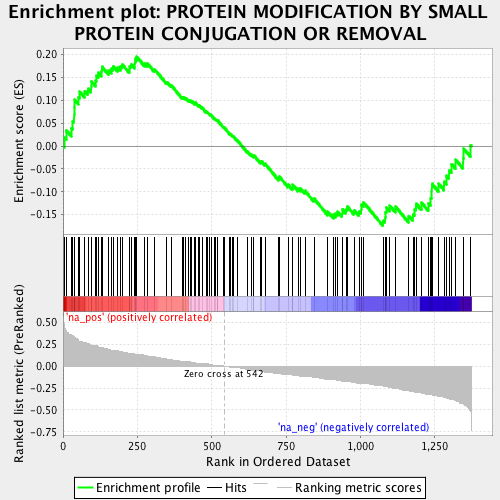 Enrichment plot: PROTEIN MODIFICATION BY SMALL
PROTEIN CONJUGATION OR REMOVAL
Enrichment score (ES)
0.20
0.15
0.10
0.05
0.00
-0.05
-0.10
-0.15
'na_pos' (positively correlated)
Ranked list metric (PreRanked)
0.50
0.25
0.00
-0.25
-0.50
-0.75
Zero cross at 542
'na_neg' (negatively correlated)
0
250
500
750
1,000
1,250
Rank in Ordered Dataset
Enrichment profile
Hits
Ranking metric scores